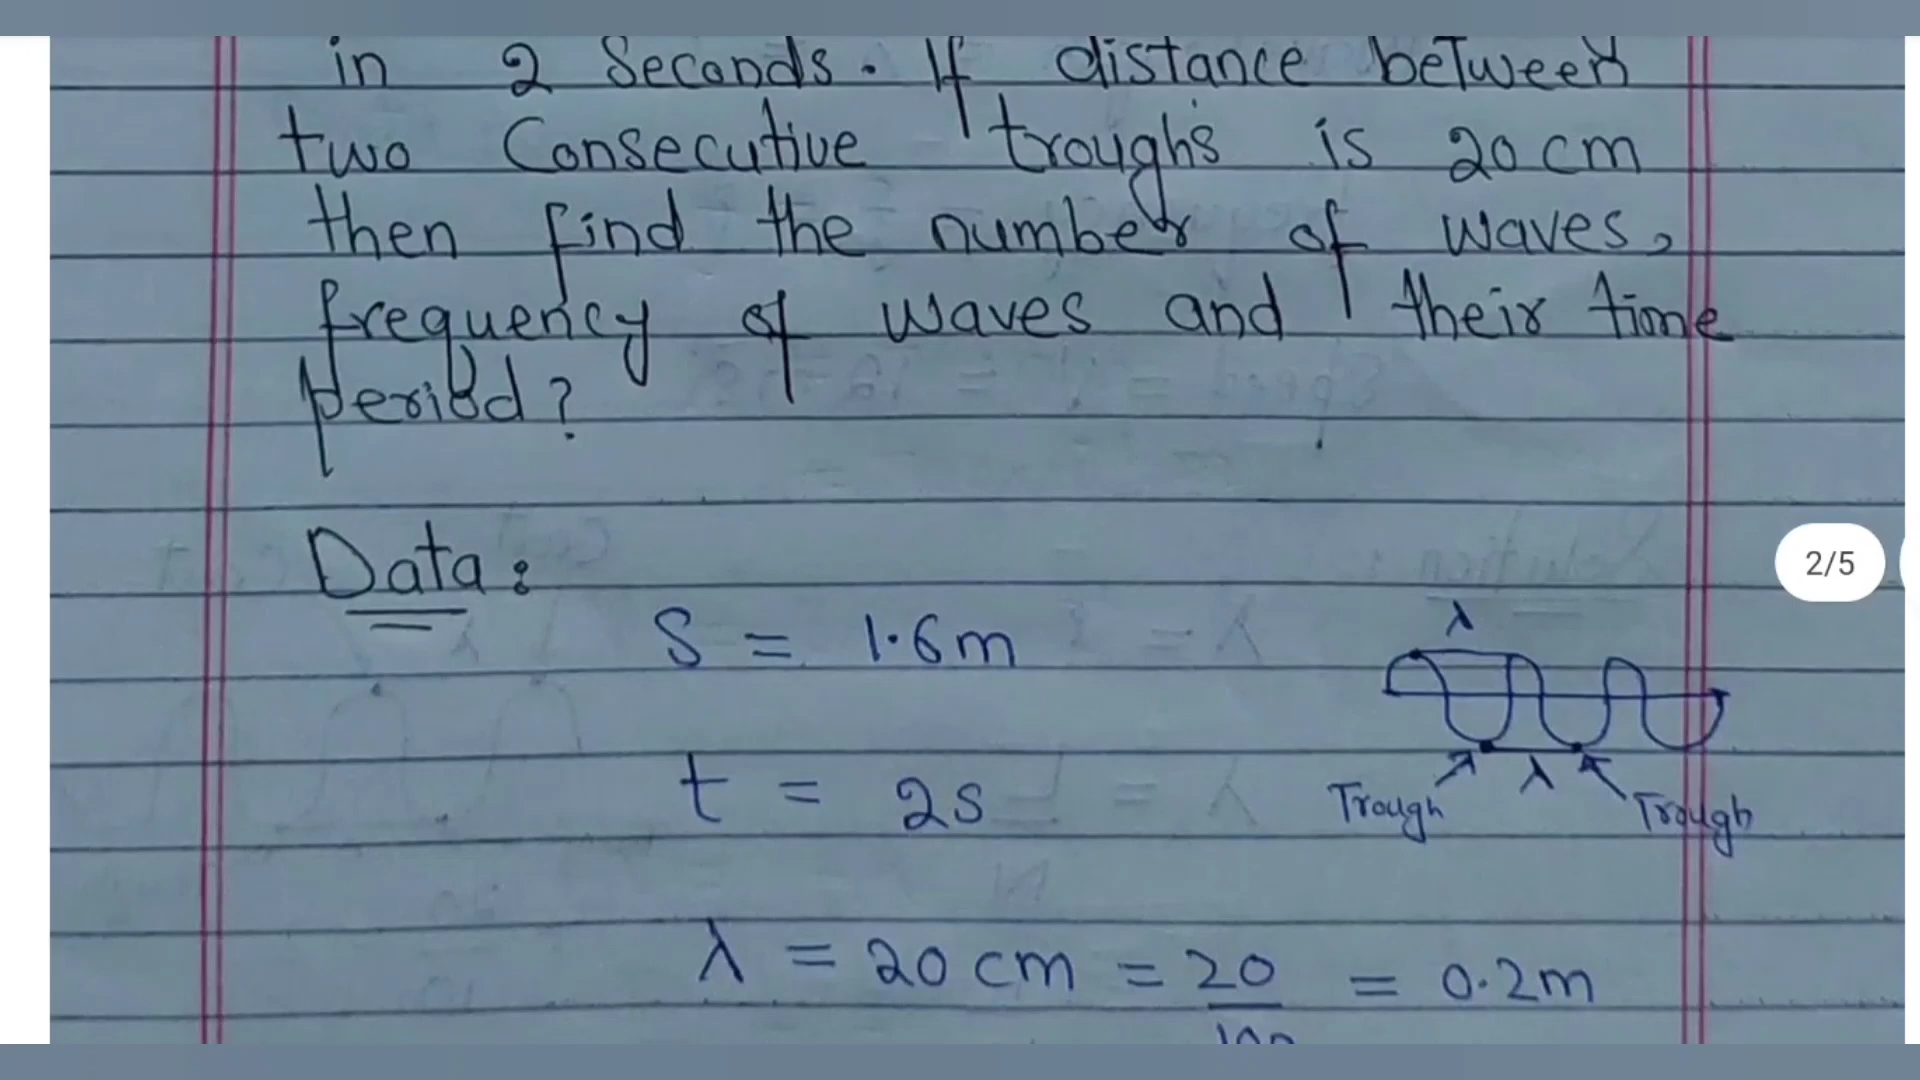 in 2 Seconds. If distance between
two Consecutive troughs is 20 cm
then find the number of waves,
frequency of waves and their time
period?
Data:
S = 1.6m
λ
t = 2s
Trough λ Trough
2/5
λ = 20 cm = 20/100 = 0.2m